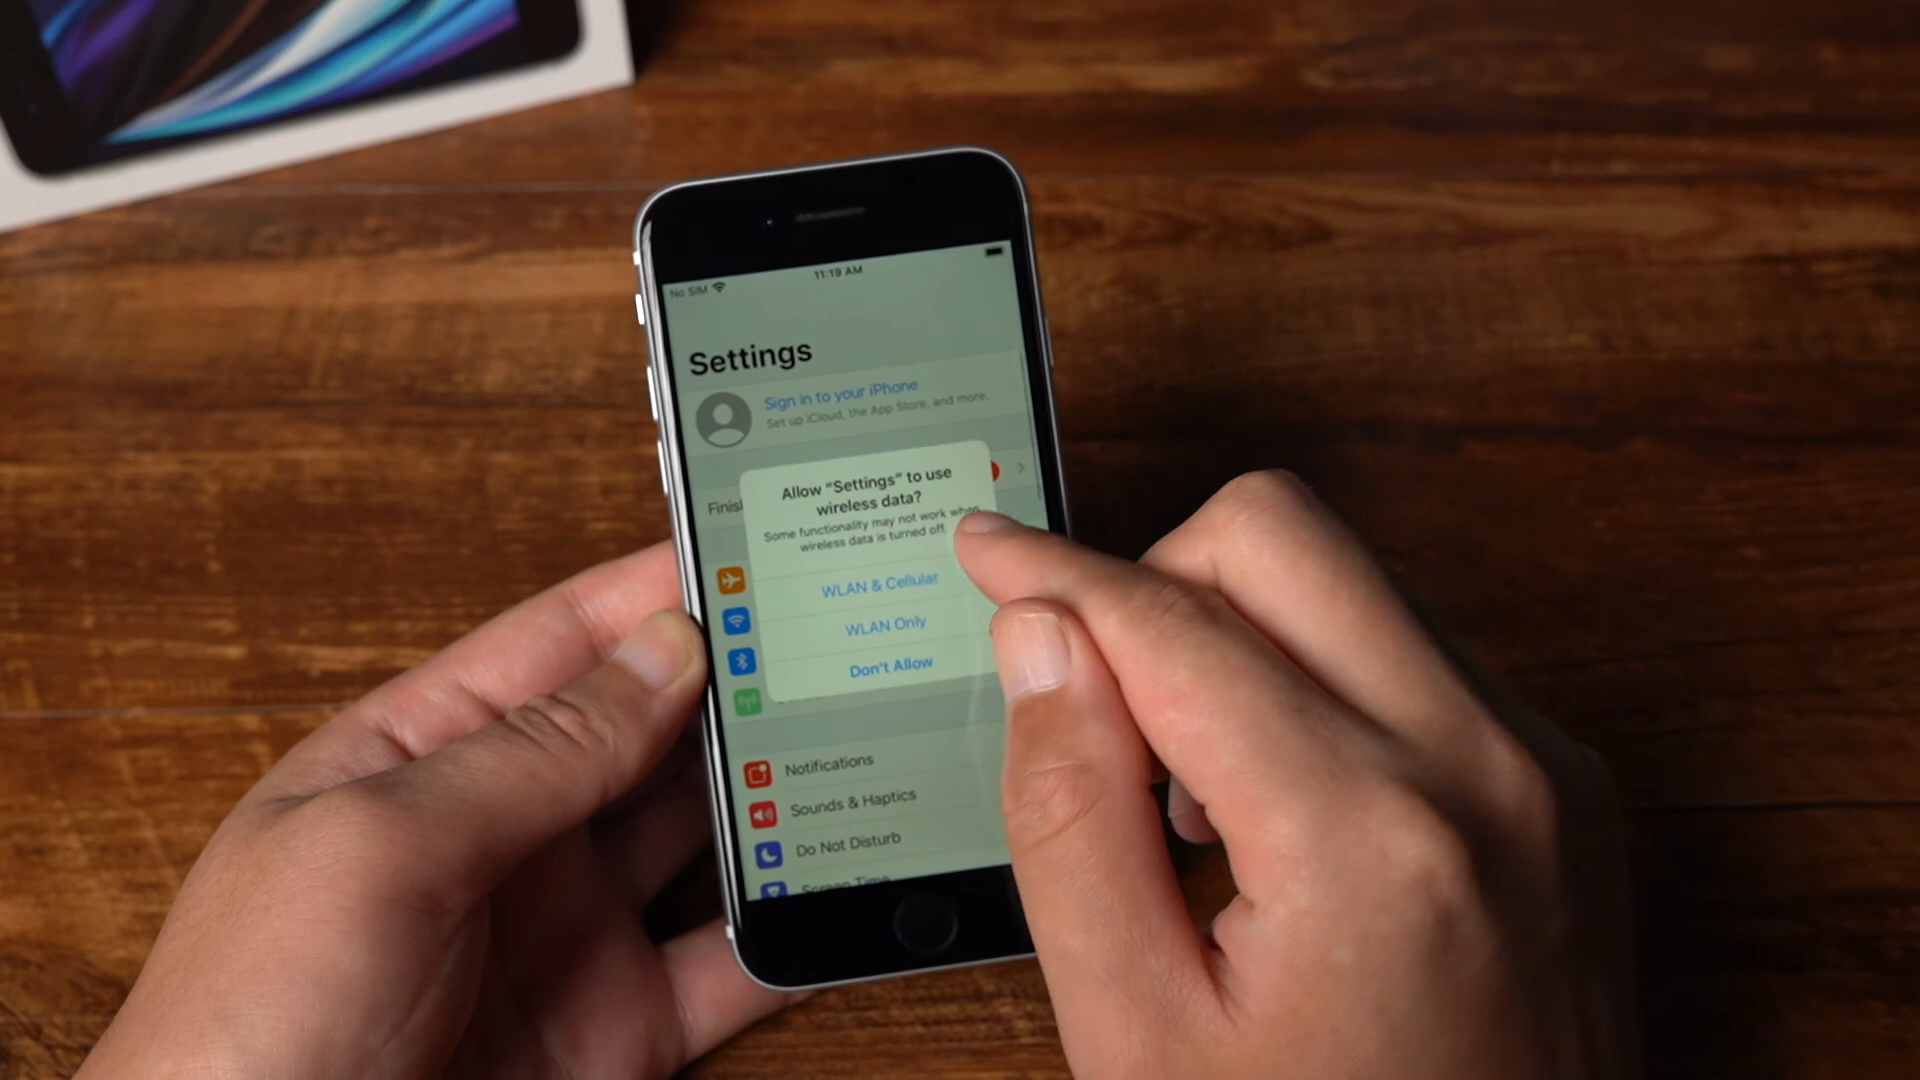 No SIM
11:19 AM
Settings
Sign in to your iPhone
Set up iCloud, the App Store, and more.
Allow “Settings” to use
wireless data?
Some functionality may not work when
wireless data is turned off.
WLAN & Cellular
WLAN Only
Don't Allow
Notifications
Sounds & Haptics
Do Not Disturb
Screen Time